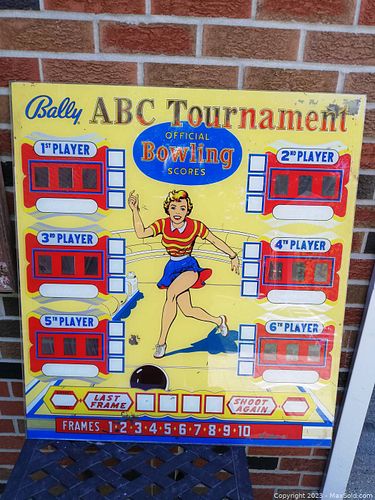 Bally ABC Tournament
OFFICIAL
Bowling
SCORES
1ST PLAYER
2ND PLAYER
3RD PLAYER
4TH PLAYER
5TH PLAYER
6TH PLAYER
LAST
FRAME
SHOOT
AGAIN
FRAMES 1•2•3•4•5•6•7•8•9•10
Copyright 2023 - MaxSold.com